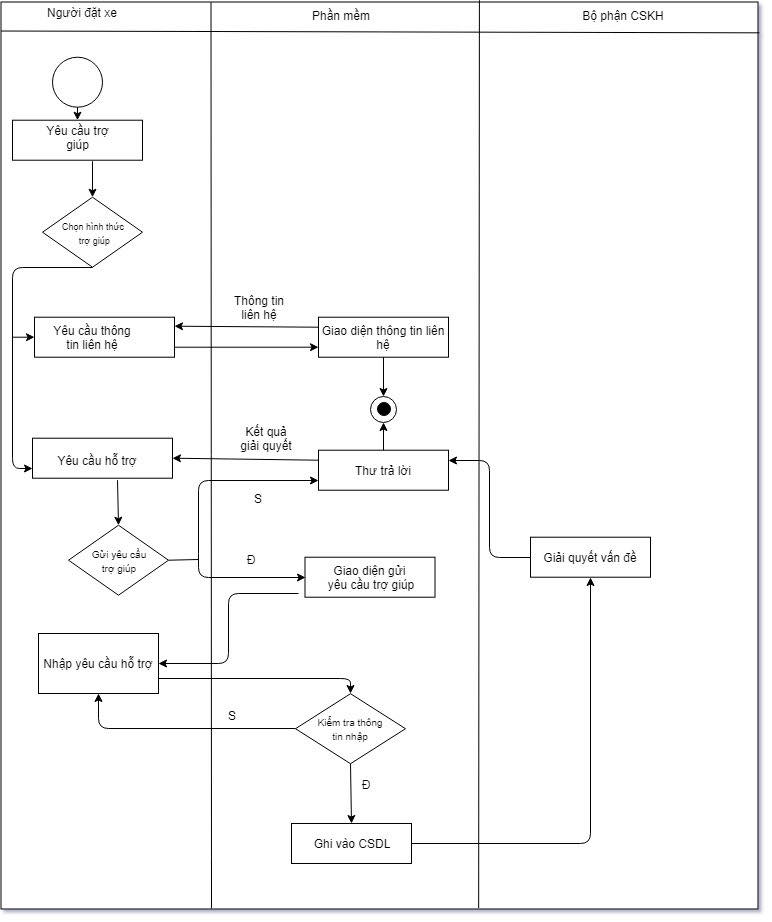 Người đặt xe
Phần mềm
Bộ phận CSKH
Yêu cầu trợ
giúp
Chọn hình thức
trợ giúp
Thông tin
liên hệ
Yêu cầu thông
tin liên hệ
Giao diện thông tin liên
hệ
Kết quả
giải quyết
Yêu cầu hỗ trợ
Thư trả lời
S
Gửi yêu cầu
trợ giúp
Đ
Giao diện gửi
yêu cầu trợ giúp
Giải quyết vấn đề
Nhập yêu cầu hỗ trợ
S
Kiểm tra thông
tin nhập
Đ
Ghi vào CSDL